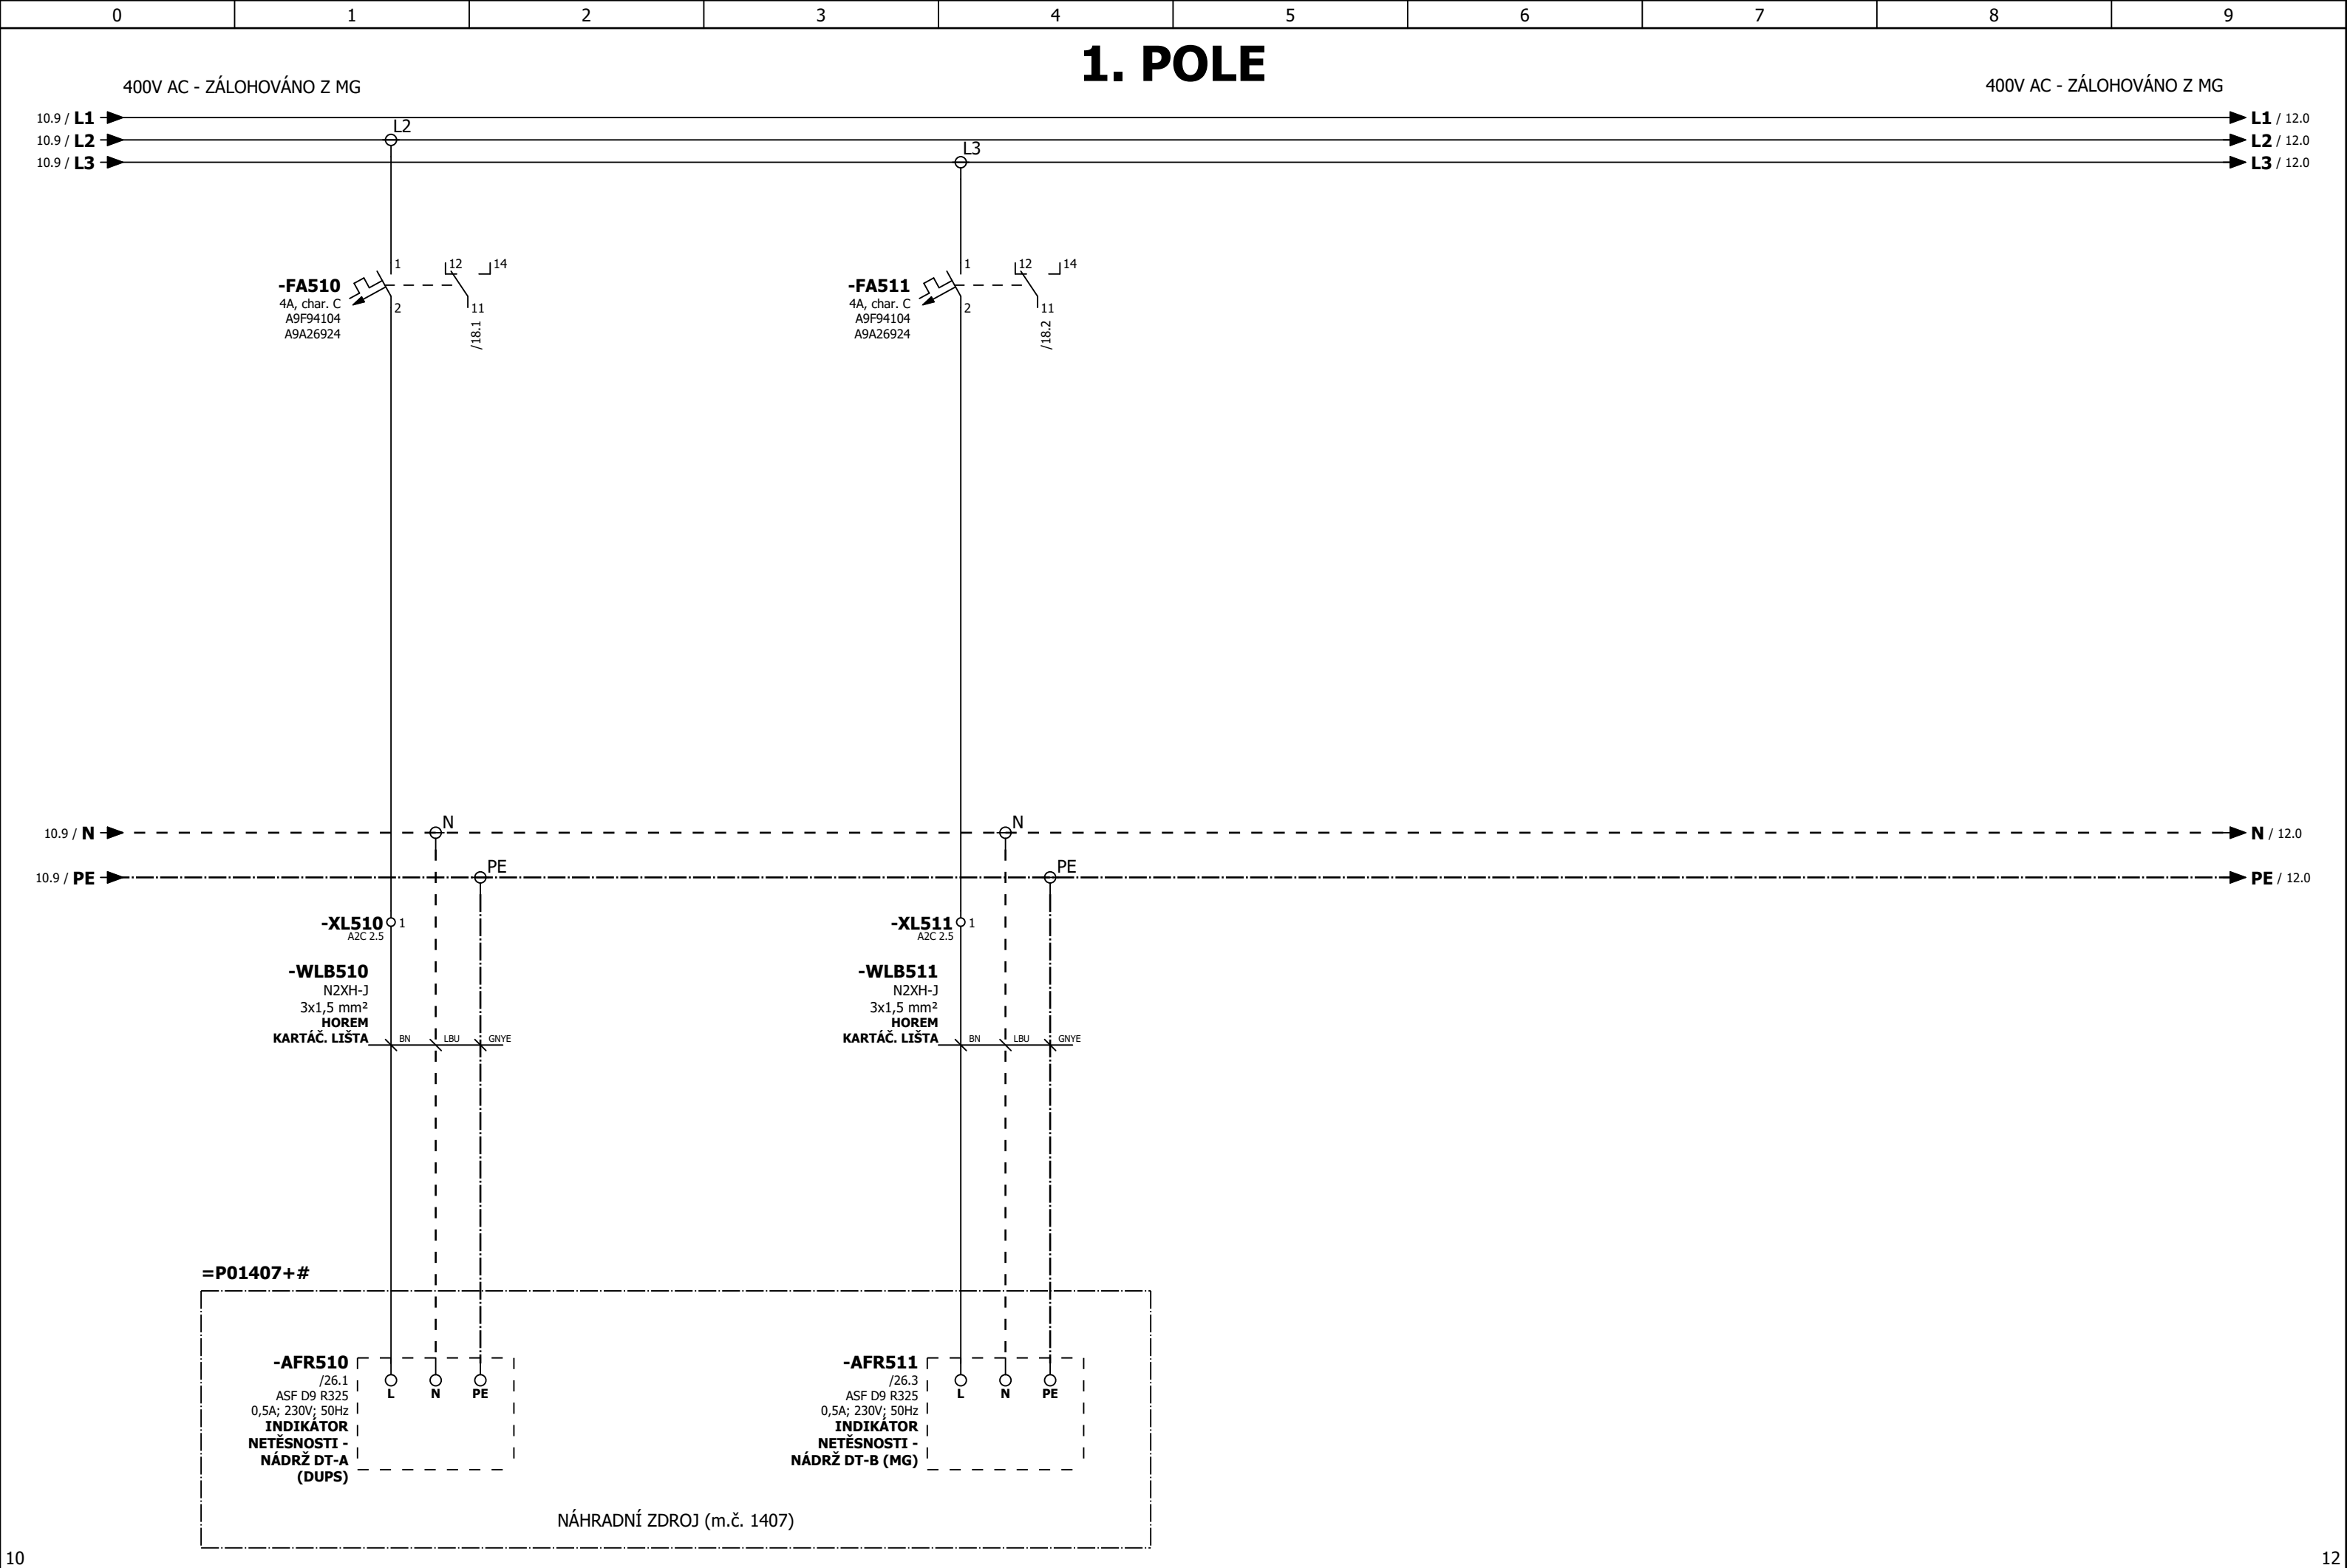 0 1 2 3 4 5 6 7 8 9
1. POLE
400V AC - ZÁLOHOVÁNO Z MG
400V AC - ZÁLOHOVÁNO Z MG
10.9 / L1
L1 / 12.0
L2
10.9 / L2
L2 / 12.0
L3
10.9 / L3
L3 / 12.0
-FA510
4A, char. C
A9F94104
A9A26924
1
2
12
14
11
/18.1
-FA511
4A, char. C
A9F94104
A9A26924
1
2
12
14
11
/18.2
10.9 / N
N
N
N / 12.0
10.9 / PE
PE
PE
PE / 12.0
-XL510
1
A2C 2.5
-WLB510
N2XH-J
3x1,5 mm²
HOREM
KARTÁČ. LIŠTA
BN
LBU
GNYE
-XL511
1
A2C 2.5
-WLB511
N2XH-J
3x1,5 mm²
HOREM
KARTÁČ. LIŠTA
BN
LBU
GNYE
=P01407+#
-AFR510
/26.1
ASF D9 R325
0,5A; 230V; 50Hz
INDIKÁTOR
NETĚSNOSTI -
NÁDRŽ DT-A
(DUPS)
L
N
PE
-AFR511
/26.3
ASF D9 R325
0,5A; 230V; 50Hz
INDIKÁTOR
NETĚSNOSTI -
NÁDRŽ DT-B (MG)
L
N
PE
NÁHRADNÍ ZDROJ (m.č. 1407)
10
12